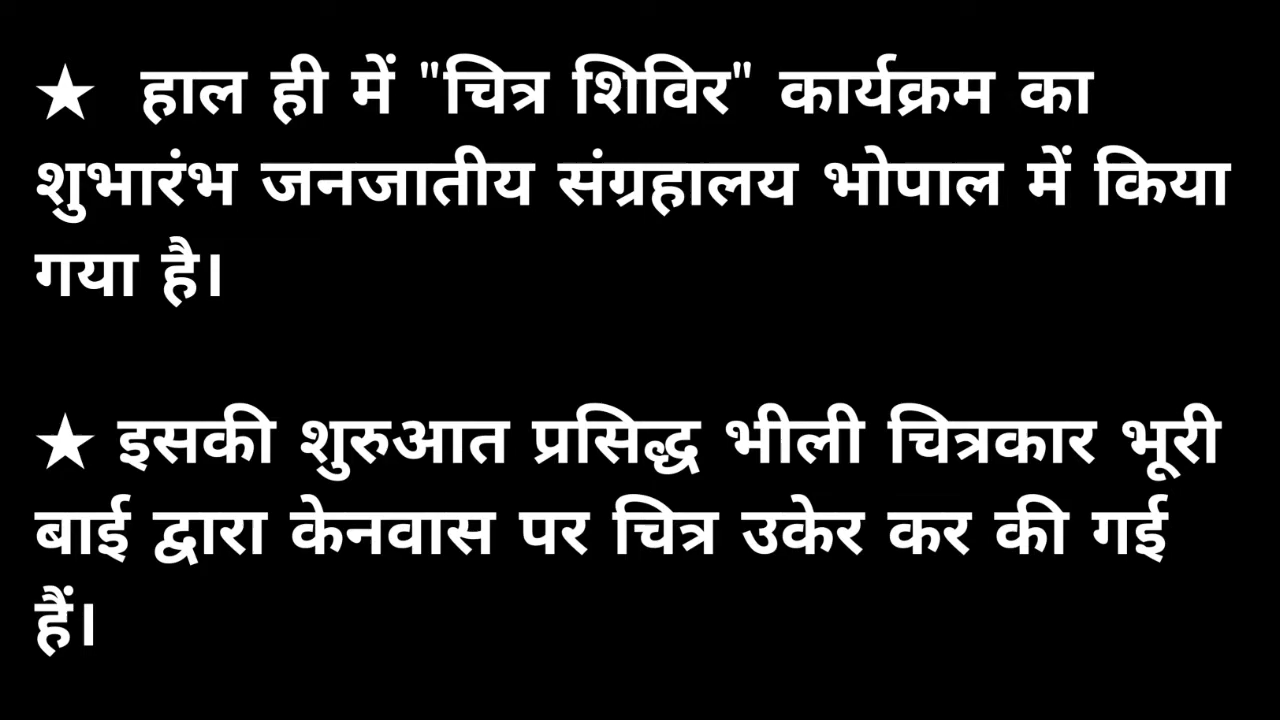 ★ हाल ही में "चित्र शिविर" कार्यक्रम का
शुभारंभ जनजातीय संग्रहालय भोपाल में किया
गया है।
★ इसकी शुरुआत प्रसिद्ध भीली चित्रकार भूरी
बाई द्वारा केनवास पर चित्र उकेर कर की गई
हैं।